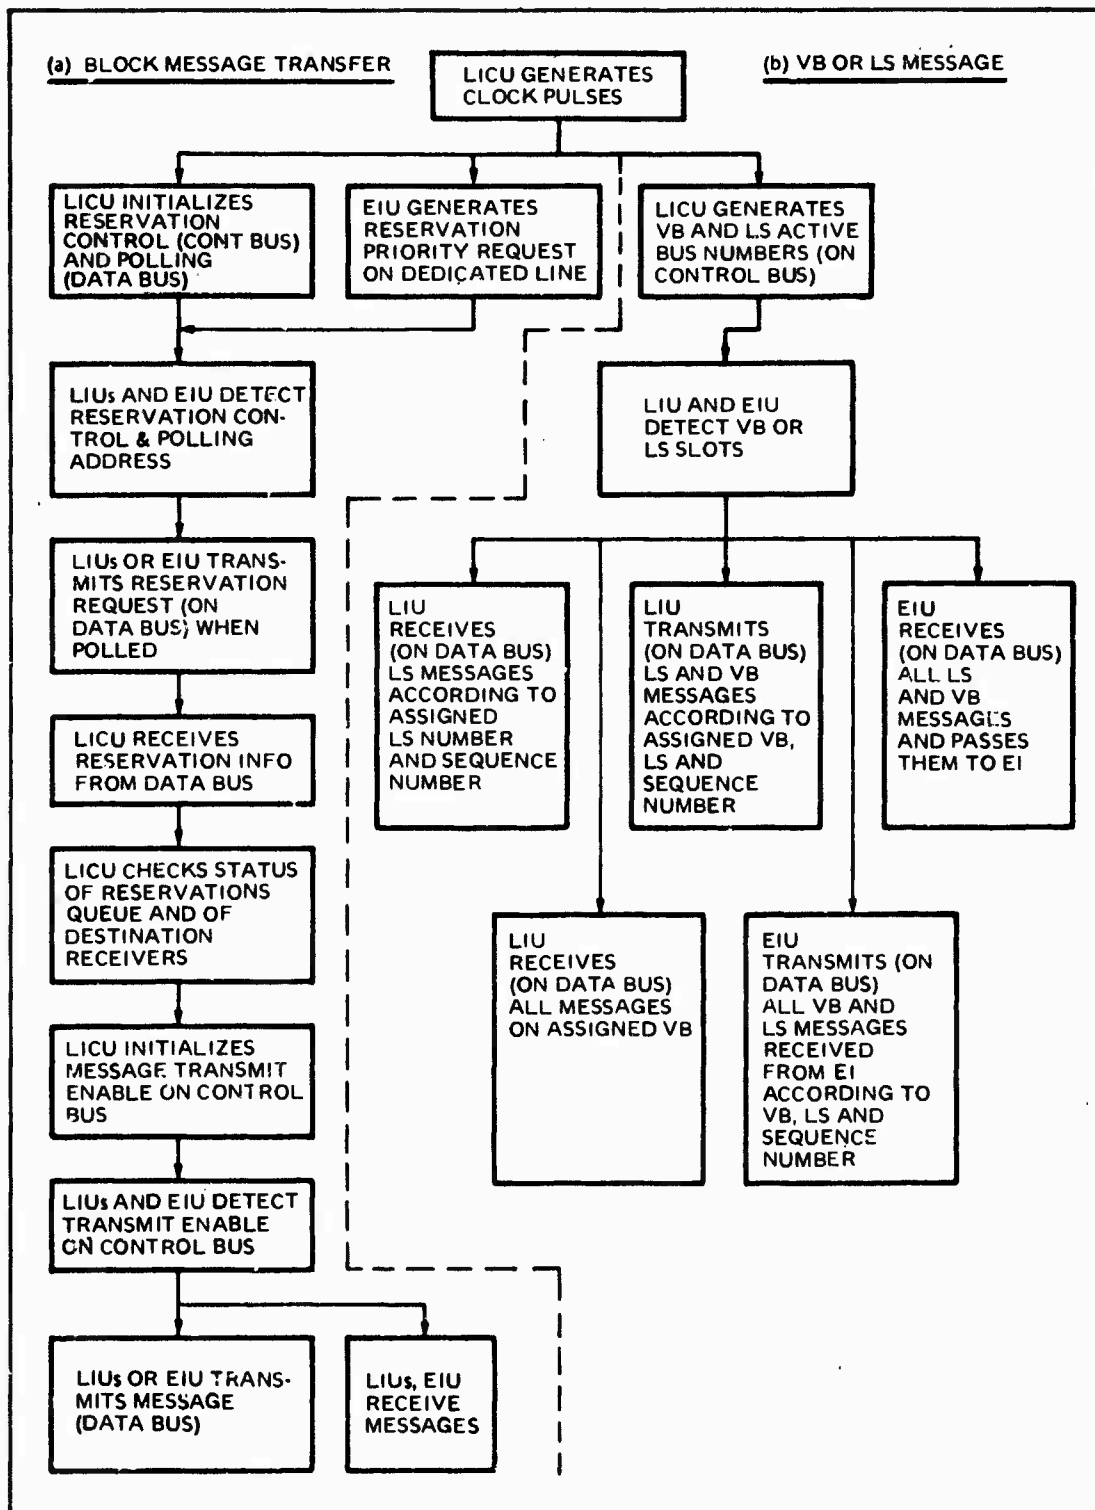 (a) BLOCK MESSAGE TRANSFER
(b) VB OR LS MESSAGE
LICU GENERATES
CLOCK PULSES
LICU INITIALIZES
RESERVATION
CONTROL (CONT BUS)
AND POLLING
(DATA BUS)
EIU GENERATES
RESERVATION
PRIORITY REQUEST
ON DEDICATED LINE
LICU GENERATES
VB AND LS ACTIVE
BUS NUMBERS (ON
CONTROL BUS)
LIUs AND EIU DETECT
RESERVATION CON-
TROL & POLLING
ADDRESS
LIU AND EIU
DETECT VB OR
LS SLOTS
LIUs OR EIU TRANS-
MITS RESERVATION
REQUEST (ON
DATA BUS) WHEN
POLLED
LICU RECEIVES
RESERVATION INFO
FROM DATA BUS
LICU CHECKS STATUS
OF RESERVATIONS
QUEUE AND OF
DESTINATION
RECEIVERS
LICU INITIALIZES
MESSAGE TRANSMIT
ENABLE ON CONTROL
BUS
LIUs AND EIU DETECT
TRANSMIT ENABLE
ON CONTROL BUS
LIUs OR EIU TRANS-
MITS MESSAGE
(DATA BUS)
LIUs, EIU
RECEIVE
MESSAGES
LIU
RECEIVES
(ON DATA BUS)
LS MESSAGES
ACCORDING TO
ASSIGNED
LS NUMBER
AND SEQUENCE
NUMBER
LIU
TRANSMITS
(ON DATA BUS)
LS AND VB
MESSAGES
ACCORDING TO
ASSIGNED VB,
LS AND
SEQUENCE
NUMBER
EIU
RECEIVES
(ON DATA BUS)
ALL LS
AND VB
MESSAGES
AND PASSES
THEM TO EI
LIU
RECEIVES
(ON DATA BUS)
ALL MESSAGES
ON ASSIGNED VB
EIU
TRANSMITS (ON
DATA BUS)
ALL VB AND
LS MESSAGES
RECEIVED
FROM EI
ACCORDING TO
VB, LS AND
SEQUENCE
NUMBER